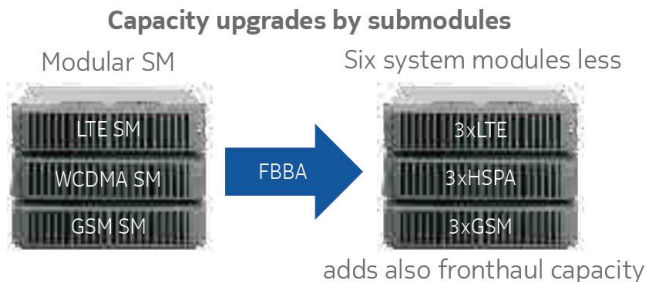 Capacity upgrades by submodules
Modular SM
Six system modules less
LTE SM
WCDMA SM
GSM SM
FBBA
3xLTE
3xHSPA
3xGSM
adds also fronthaul capacity